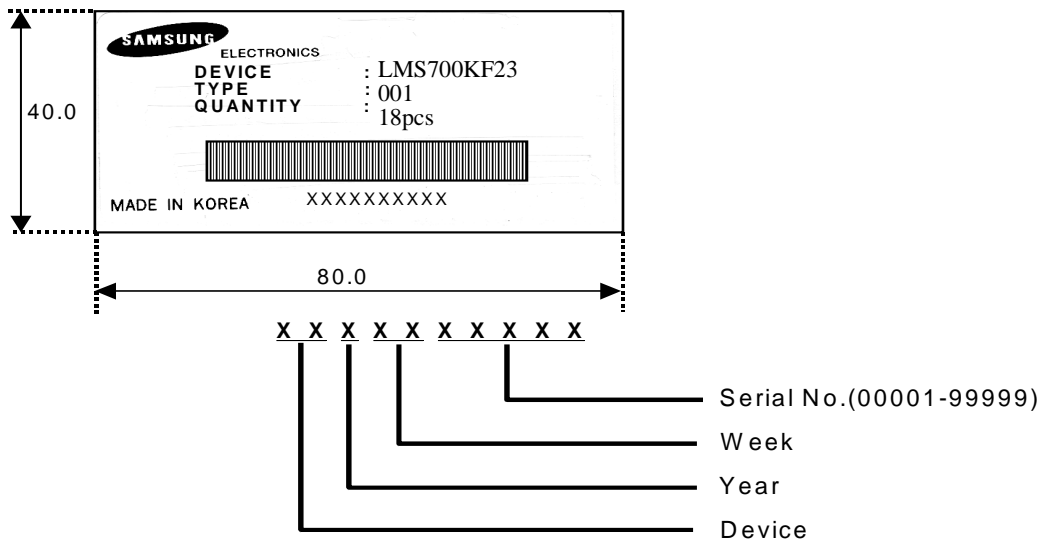 SAMSUNG
ELECTRONICS
DEVICE : LMS700KF23
TYPE : 001
QUANTITY : 18pcs
40.0
MADE IN KOREA XXXXXXXXXX
80.0
X X X X X X X X X X
Serial No.(00001-99999)
Week
Year
Device